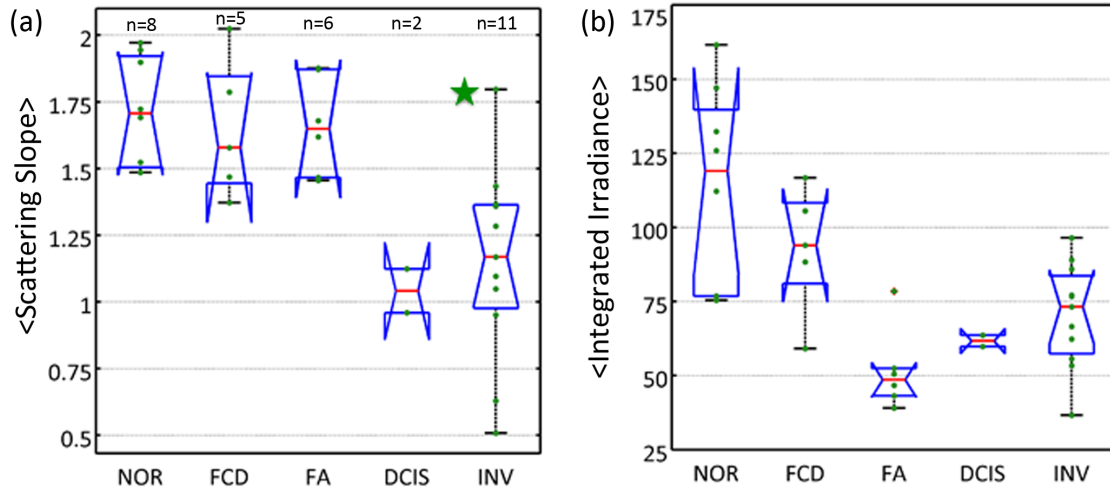 (a)
n=8 n=5 n=6 n=2 n=11
<Scattering Slope>
2
1.75
1.5
1.25
1
0.75
0.5
NOR FCD FA DCIS INV
(b)
<Integrated Irradiance>
175
150
125
100
75
50
25
NOR FCD FA DCIS INV